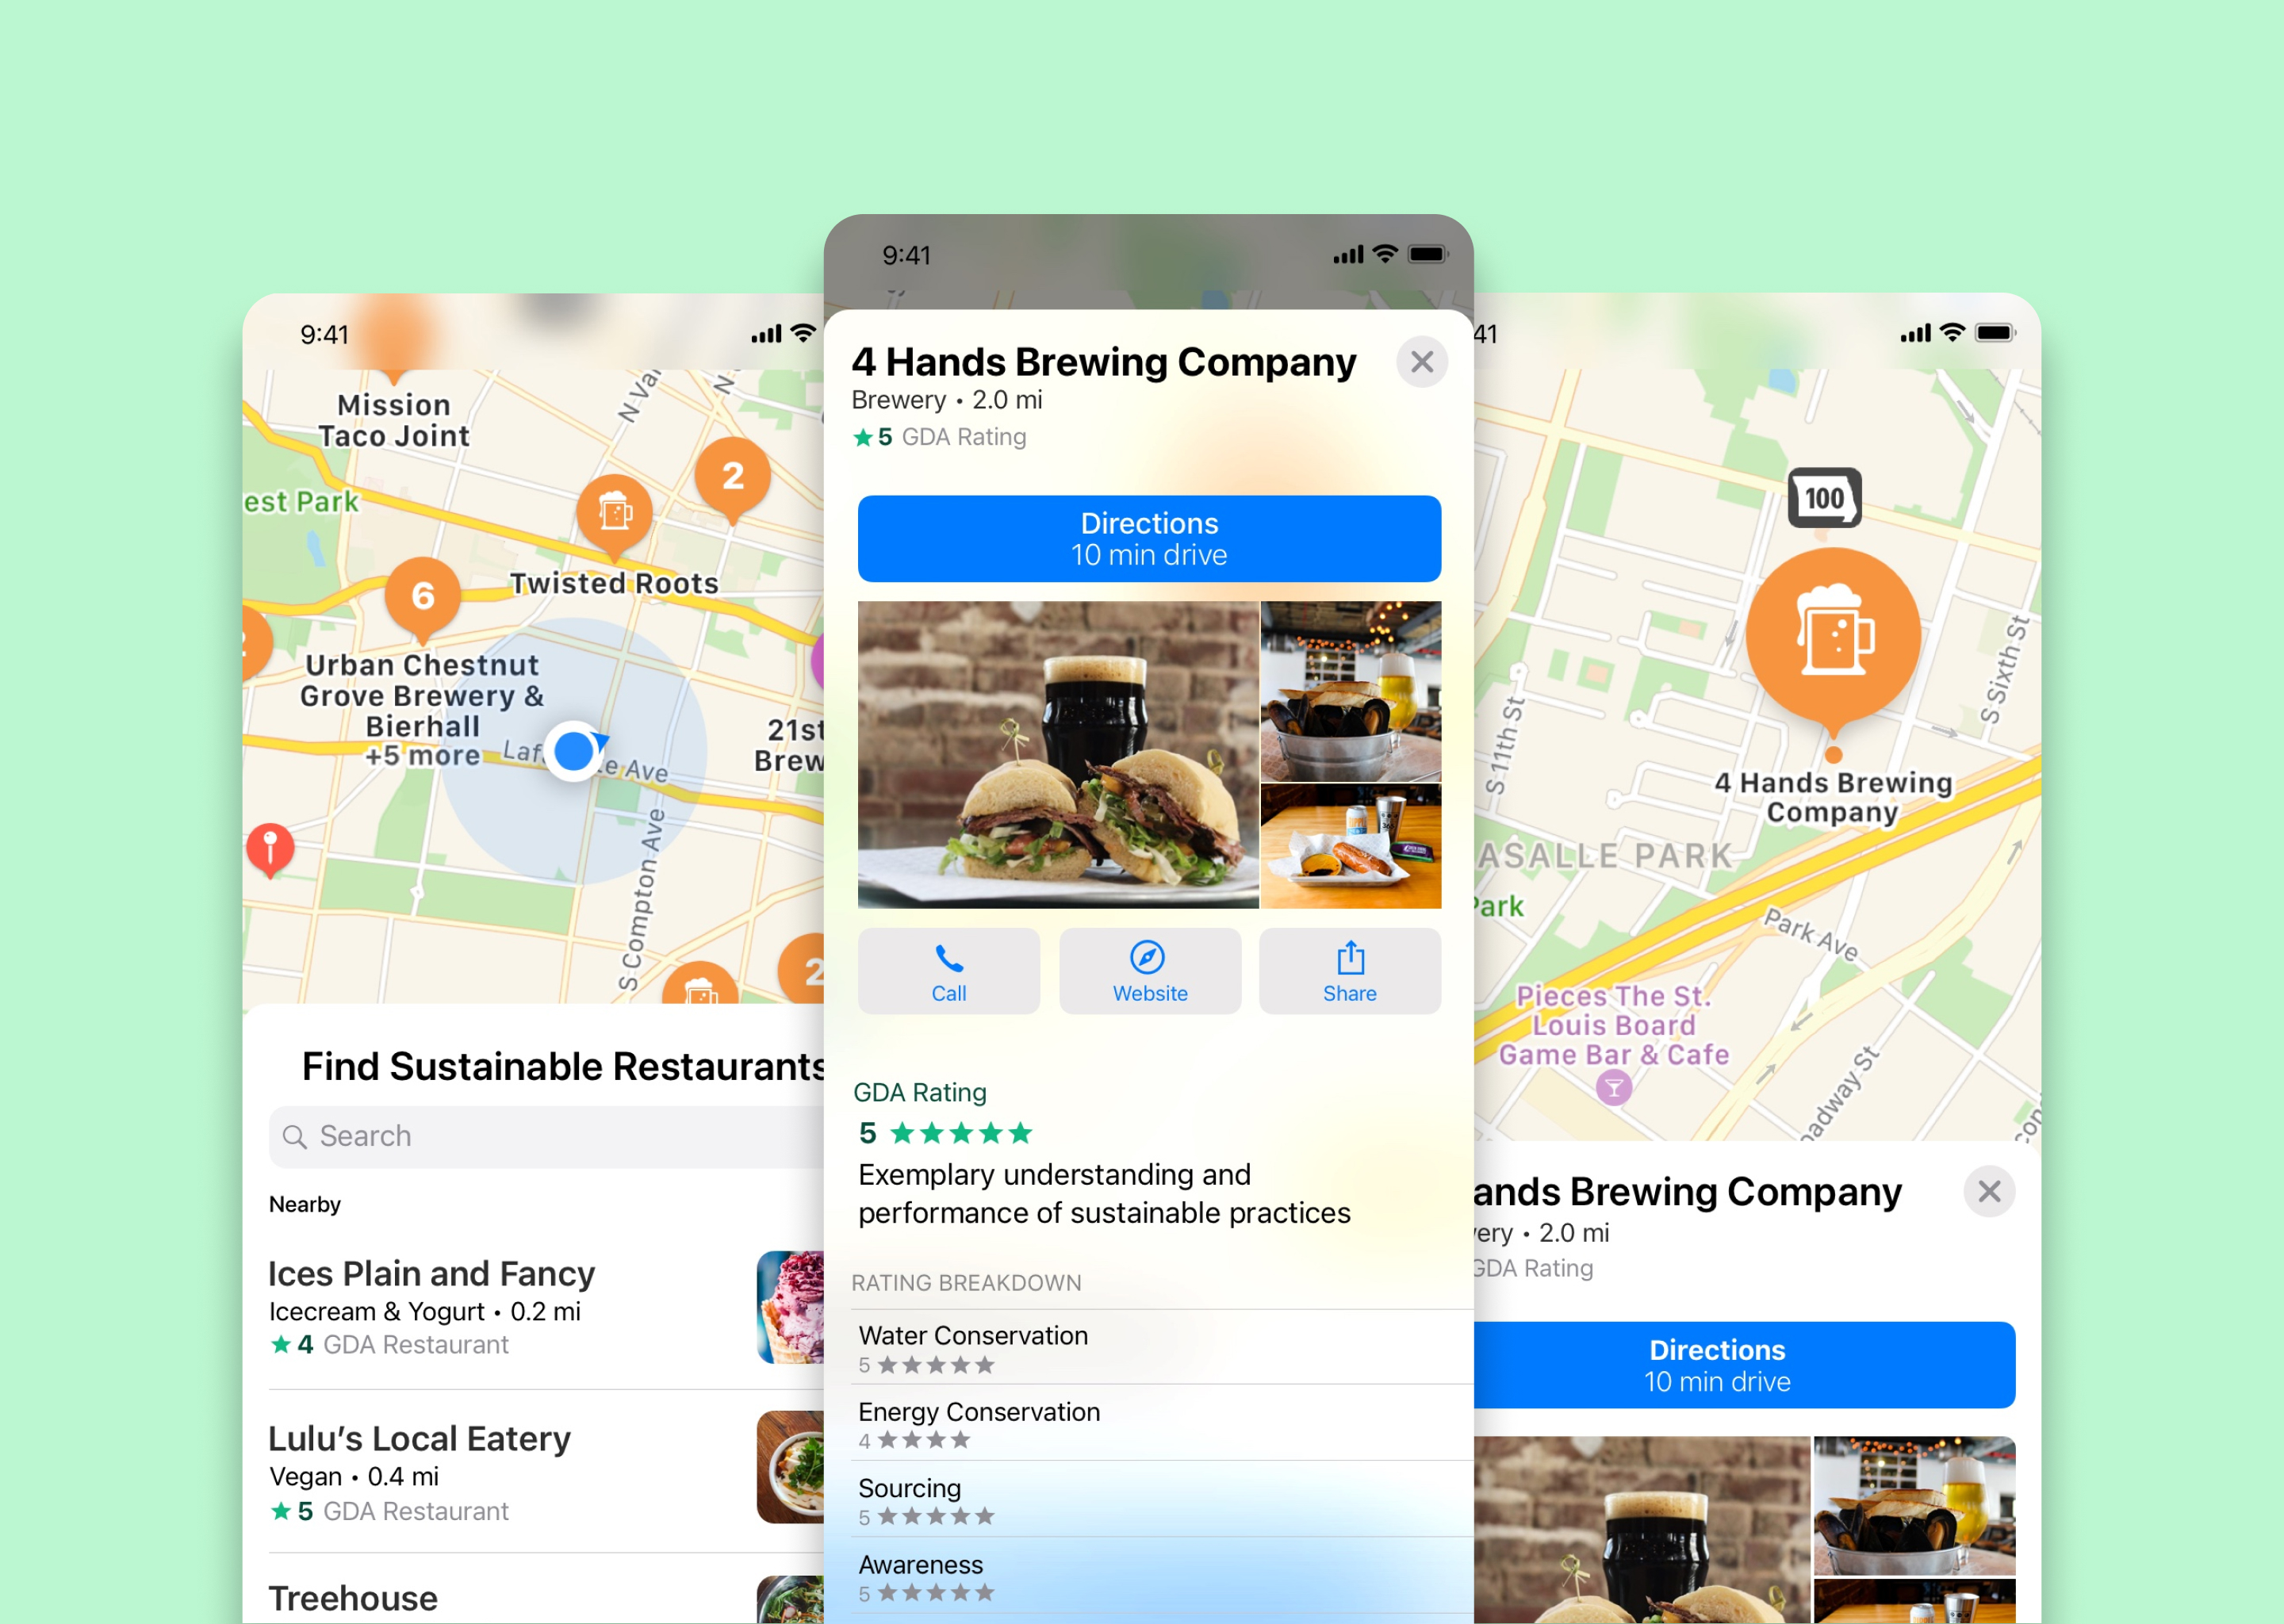 9:41
Mission
Taco Joint
N
2
est Park
Twisted Roots
6
Urban Chestnut
Grove Brewery &
Bierhall
+5 more
21st
Brew
Ave
S Compton Ave
2
Find Sustainable Restaurants
Search
Nearby
Ices Plain and Fancy
Icecream & Yogurt • 0.2 mi
4 GDA Restaurant
Lulu's Local Eatery
Vegan • 0.4 mi
5 GDA Restaurant
Treehouse
9:41
4 Hands Brewing Company
Brewery • 2.0 mi
5 GDA Rating
Directions
10 min drive
Call
Website
Share
GDA Rating
5
Exemplary understanding and
performance of sustainable practices
RATING BREAKDOWN
Water Conservation
5
Energy Conservation
4
Sourcing
5
Awareness
5
41
100
S Sixth St
S 11th St
4 Hands Brewing
Company
ASALLE PARK
Park
Park Ave
Pieces The St.
Louis Board
Game Bar & Cafe
oadway St
ands Brewing Company
ery • 2.0 mi
GDA Rating
Directions
10 min drive